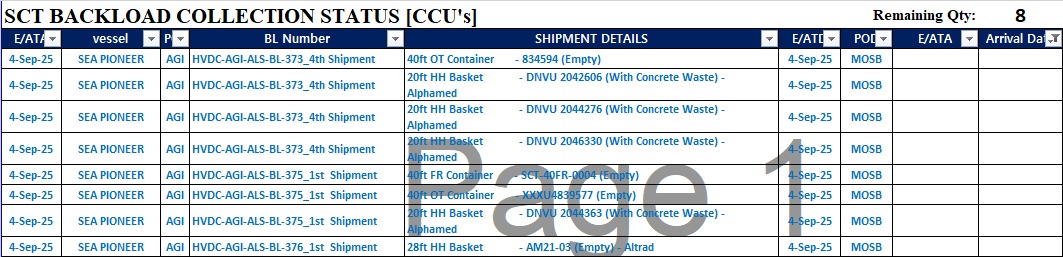 SCT BACKLOAD COLLECTION STATUS [CCU's] Remaining Qty: 8
E/ATA vessel BL Number SHIPMENT DETAILS E/ATD POD E/ATA Arrival Dat
4-Sep-25 SEA PIONEER AGI HVDC-AGI-ALS-BL-373_4th Shipment 40ft OT Container - 834594 (Empty) 4-Sep-25 MOSB
4-Sep-25 SEA PIONEER AGI HVDC-AGI-ALS-BL-373_4th Shipment 20ft HH Basket - DNVU 2042606 (With Concrete Waste) - 4-Sep-25 MOSB
Alphamed
4-Sep-25 SEA PIONEER AGI HVDC-AGI-ALS-BL-373_4th Shipment 20ft HH Basket - DNVU 2044276 (With Concrete Waste) - 4-Sep-25 MOSB
Alphamed
4-Sep-25 SEA PIONEER AGI HVDC-AGI-ALS-BL-373_4th Shipment 20ft HH Basket - DNVU 2046330 (With Concrete Waste) - 4-Sep-25 MOSB
Alphamed
4-Sep-25 SEA PIONEER AGI HVDC-AGI-ALS-BL-375_1st Shipment 40ft FR Container - SCT-40FR-0004 (Empty) 4-Sep-25 MOSB
4-Sep-25 SEA PIONEER AGI HVDC-AGI-ALS-BL-375_1st Shipment 40ft OT Container - XXXU4839577 (Empty) 4-Sep-25 MOSB
4-Sep-25 SEA PIONEER AGI HVDC-AGI-ALS-BL-375_1st Shipment 20ft HH Basket - DNVU 2044363 (With Concrete Waste) - 4-Sep-25 MOSB
Alphamed
4-Sep-25 SEA PIONEER AGI HVDC-AGI-ALS-BL-376_1st Shipment 28ft HH Basket - AM21-03 (Empty) - Altrad 4-Sep-25 MOSB
Page 1